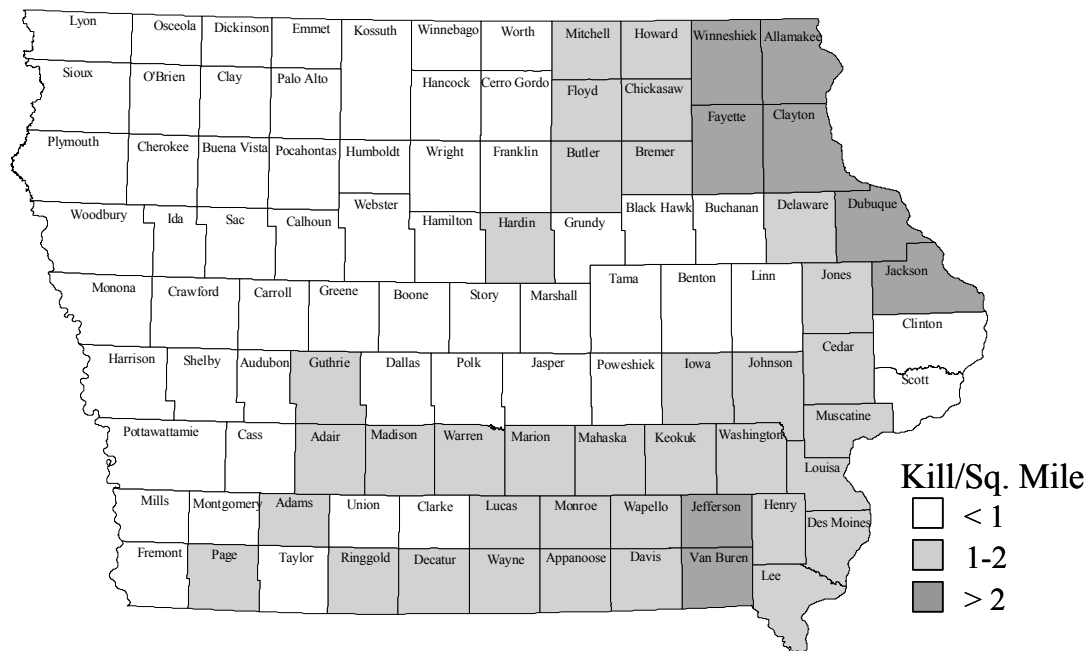 Lyon
Osceola
Dickinson
Emmet
Kossuth
Winnebago
Worth
Mitchell
Howard
Winneshiek
Allamakee
Sioux
O'Brien
Clay
Palo Alto
Hancock
Cerro Gordo
Floyd
Chickasaw
Fayette
Clayton
Plymouth
Cherokee
Buena Vista
Pocahontas
Humboldt
Wright
Franklin
Butler
Bremer
Woodbury
Ida
Sac
Calhoun
Webster
Hamilton
Hardin
Grundy
Black Hawk
Buchanan
Delaware
Dubuque
Monona
Crawford
Carroll
Greene
Boone
Story
Marshall
Tama
Benton
Linn
Jones
Jackson
Clinton
Harrison
Shelby
Audubon
Guthrie
Dallas
Polk
Jasper
Poweshiek
Iowa
Johnson
Cedar
Scott
Muscatine
Pottawattamie
Cass
Adair
Madison
Warren
Marion
Mahaska
Keokuk
Washington
Louisa
Mills
Montgomery
Adams
Union
Clarke
Lucas
Monroe
Wapello
Jefferson
Henry
Des Moines
Fremont
Page
Taylor
Ringgold
Decatur
Wayne
Appanoose
Davis
Van Buren
Lee
Kill/Sq. Mile
< 1
1-2
> 2